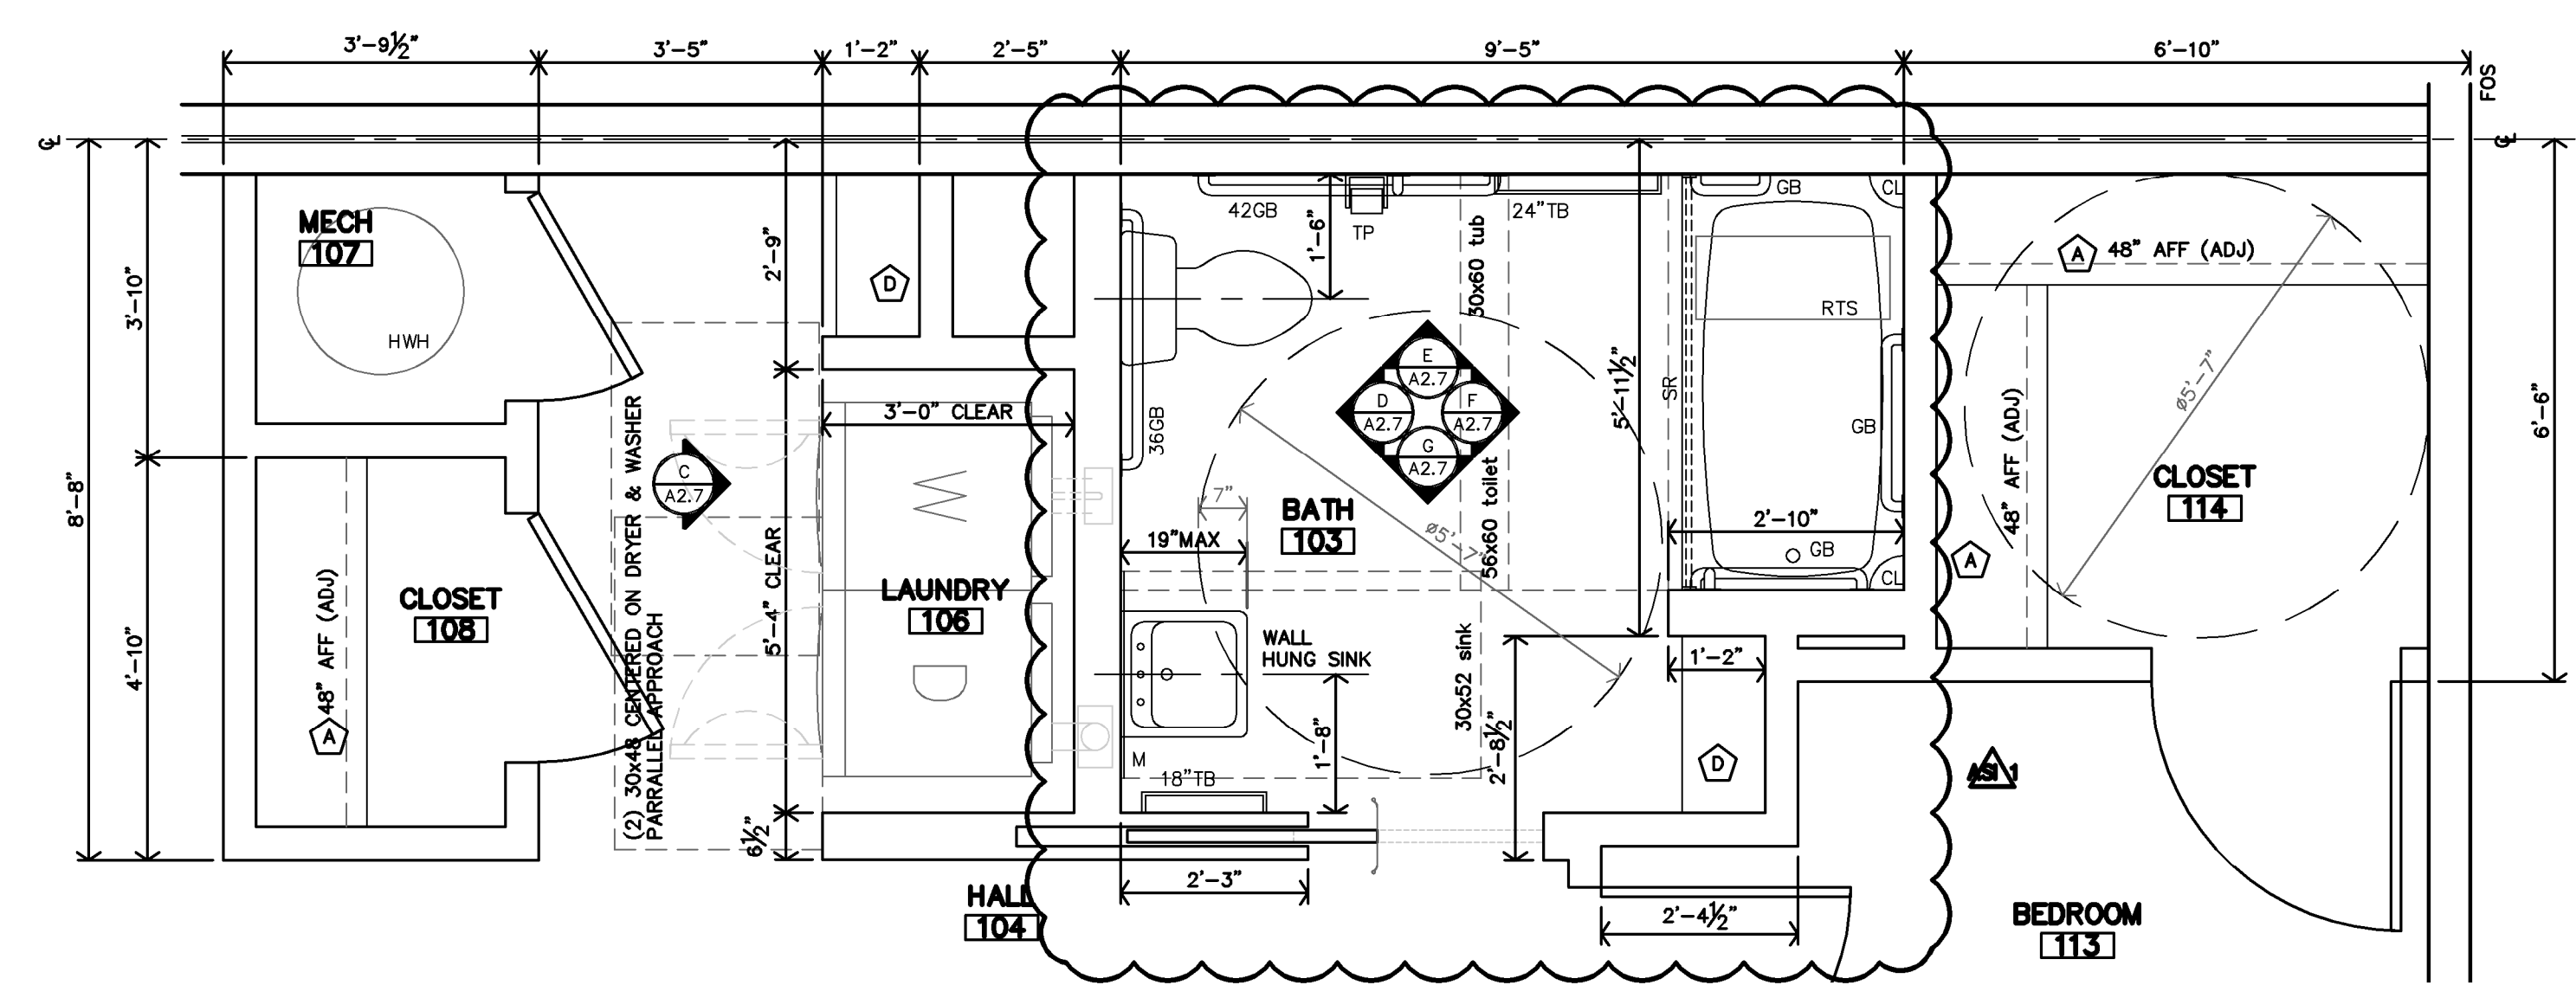 3'-9½" 3'-5" 1'-2" 2'-5" 9'-5" 6'-10"
FOS
℄ ℄
MECH
107
HWH
3'-10"
8'-8"
4'-10"
CLOSET
108
48" AFF (ADJ)
A
(2) 30x48 CENTERED ON DRYER & WASHER
PARRALLEL APPROACH
C
A2.7
2'-9"
5'-4" CLEAR
6½"
D
3'-0" CLEAR
LAUNDRY
106
HALL
104
42GB
TP
24"TB
1'-6"
30x60 tub
36GB
E
A2.7
D
A2.7
F
A2.7
G
A2.7
5'-11½"
SR
BATH
103
7"
19"MAX
ø5'-7"
56x60 toilet
WALL
HUNG SINK
30x52 sink
M
18"TB
1'-8"
2'-8½"
2'-3"
GB
CL
RTS
GB
2'-10"
GB
CL
1'-2"
D
2'-4½"
A
48" AFF (ADJ)
ø5'-7"
48" AFF (ADJ)
A
CLOSET
114
6'-6"
ASI 1
BEDROOM
113